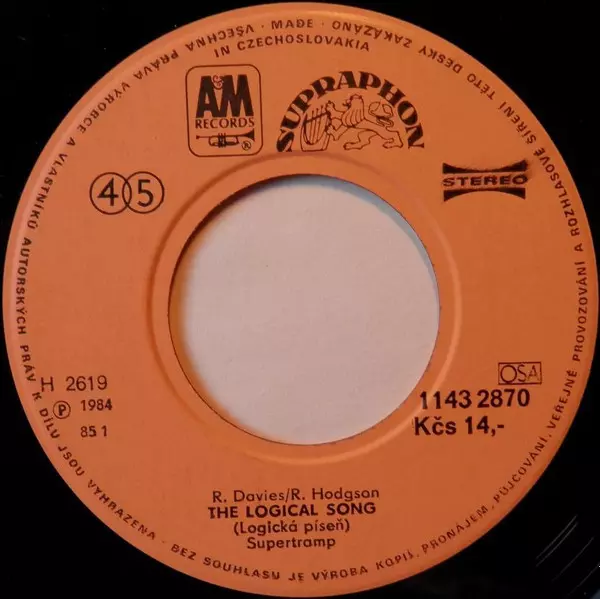 VŠECHNA PRÁVA VÝROBCE A VLASTNÍKŮ AUTORSKÝCH PRÁV K DÍLU JSOU VYHRAZENA - BEZ SOUHLASU JE VÝROBA KOPIÍ, PRONÁJEM, PŮJČOVÁNÍ, VEŘEJNÉ PROVOZOVÁNÍ A ROZHLASOVÉ ŠÍŘENÍ TÉTO DESKY ZAKÁZÁNO - MADE
IN CZECHOSLOVAKIA
A&M
RECORDS
®
SUPRAPHON
45
STEREO
H 2619
Ⓟ 1984
85 1
OSA
1143 2870
Kčs 14,-
R. Davies/R. Hodgson
THE LOGICAL SONG
(Logická píseň)
Supertramp